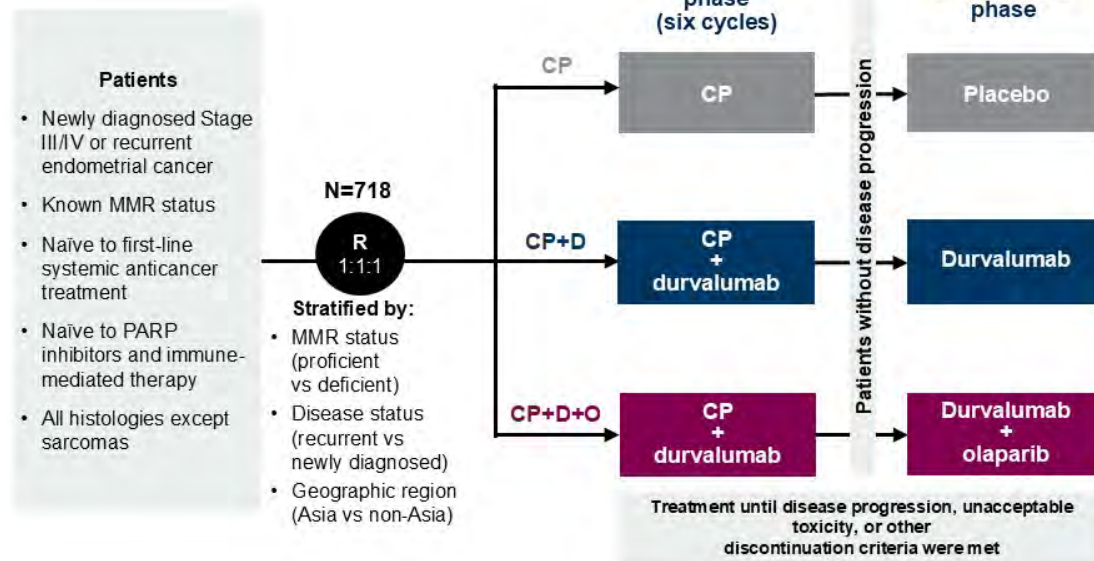 phase
(six cycles)
phase
Patients
• Newly diagnosed Stage
III/IV or recurrent
endometrial cancer
• Known MMR status
• Naïve to first-line
systemic anticancer
treatment
• Naïve to PARP
inhibitors and immune-
mediated therapy
• All histologies except
sarcomas
N=718
R
1:1:1
Stratified by:
• MMR status
(proficient
vs deficient)
• Disease status
(recurrent vs
newly diagnosed)
• Geographic region
(Asia vs non-Asia)
CP
CP
Placebo
CP+D
CP
+
durvalumab
Durvalumab
CP+D+O
CP
+
durvalumab
Durvalumab
+
olaparib
Patients without disease progression
Treatment until disease progression, unacceptable
toxicity, or other
discontinuation criteria were met